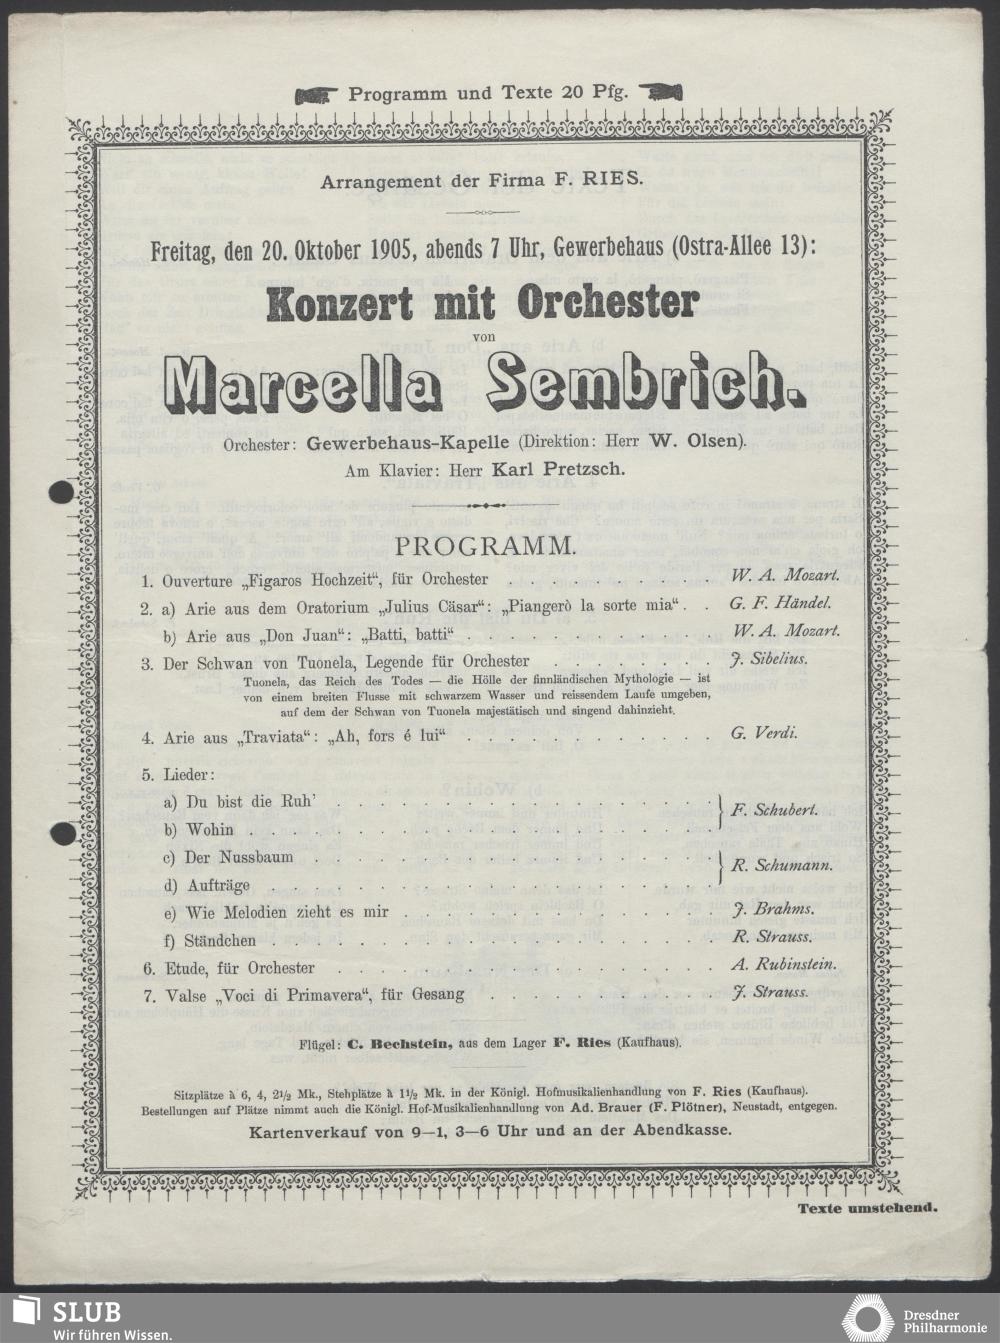 Programm und Texte 20 Pfg.
Arrangement der Firma F. RIES.
Freitag, den 20. Oktober 1905, abends 7 Uhr, Gewerbehaus (Ostra-Allee 13):
Konzert mit Orchester
von
Marcella Sembrich.
Orchester: Gewerbehaus-Kapelle (Direktion: Herr W. Olsen).
Am Klavier: Herr Karl Pretzsch.
PROGRAMM.
1. Ouverture „Figaros Hochzeit“, für Orchester . . . . . . . . . . W. A. Mozart.
2. a) Arie aus dem Oratorium „Julius Cäsar“: „Piangerò la sorte mia“ . . G. F. Händel.
b) Arie aus „Don Juan“: „Batti, batti“ . . . . . . . . . . . W. A. Mozart.
3. Der Schwan von Tuonela, Legende für Orchester . . . . . . . . J. Sibelius.
Tuonela, das Reich des Todes — die Hölle der finnländischen Mythologie — ist
von einem breiten Flusse mit schwarzem Wasser und reissendem Laufe umgeben,
auf dem der Schwan von Tuonela majestätisch und singend dahinzieht.
4. Arie aus „Traviata“: „Ah, fors é lui“ . . . . . . . . . . . . G. Verdi.
5. Lieder:
a) Du bist die Ruh’ . . . . . . . . . . . . . . . . .
F. Schubert.
b) Wohin . . . . . . . . . . . . . . . . . . .
c) Der Nussbaum . . . . . . . . . . . . . . . . .
R. Schumann.
d) Aufträge . . . . . . . . . . . . . . . . . . .
e) Wie Melodien zieht es mir . . . . . . . . . . . . . . J. Brahms.
f) Ständchen . . . . . . . . . . . . . . . . . . . R. Strauss.
6. Etude, für Orchester . . . . . . . . . . . . . . . . . A. Rubinstein.
7. Valse „Voci di Primavera“, für Gesang . . . . . . . . . . . J. Strauss.
Flügel: C. Bechstein, aus dem Lager F. Ries (Kaufhaus).
Sitzplätze à 6, 4, 2½ Mk., Stehplätze à 1½ Mk. in der Königl. Hofmusikalienhandlung von F. Ries (Kaufhaus).
Bestellungen auf Plätze nimmt auch die Königl. Hof-Musikalienhandlung von Ad. Brauer (F. Plötner), Neustadt, entgegen.
Kartenverkauf von 9—1, 3—6 Uhr und an der Abendkasse.
Texte umstehend.
SLUB
Wir führen Wissen.
Dresdner
Philharmonie